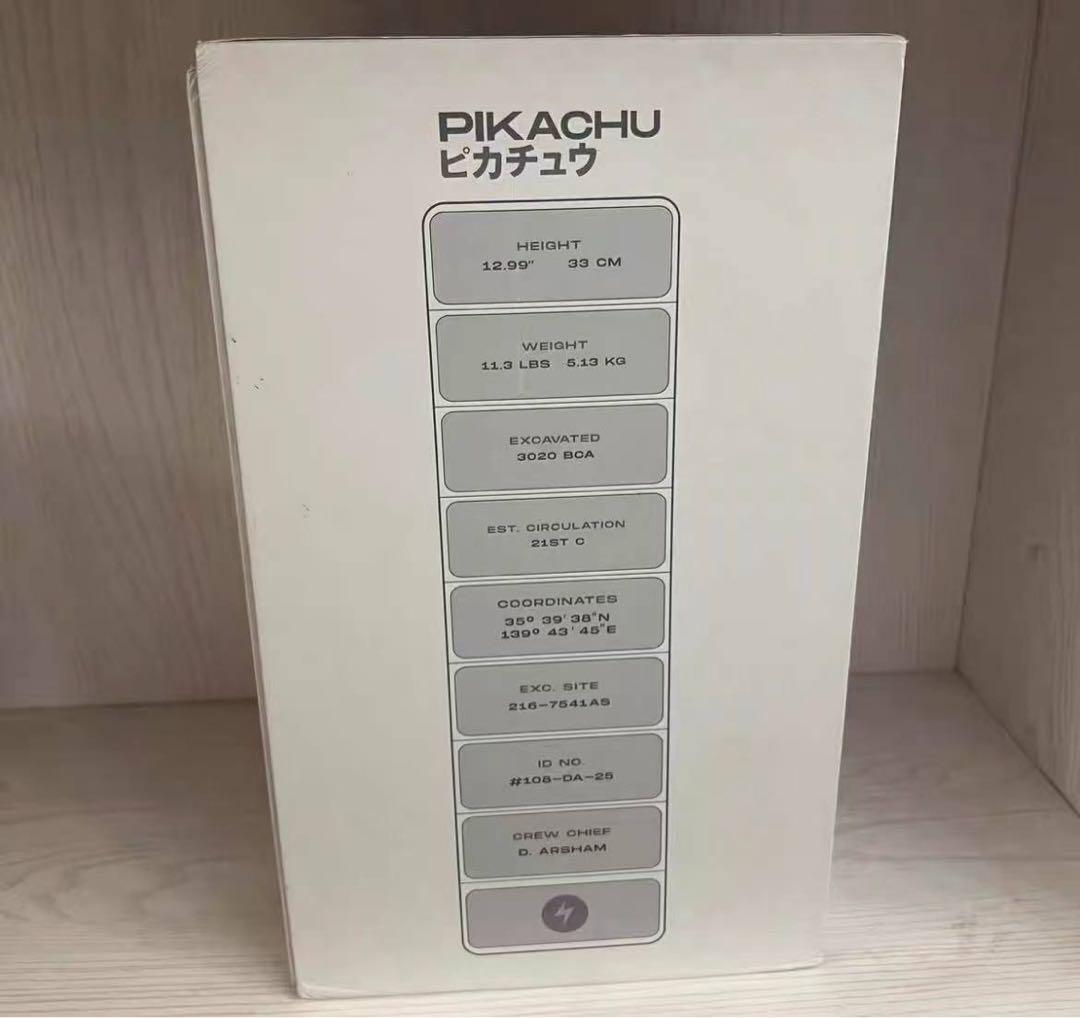 PIKACHU
ピカチュウ
HEIGHT
12.99" 33 CM
WEIGHT
11.3 LBS 5.13 KG
EXCAVATED
3020 BCA
EST. CIRCULATION
21ST C
COORDINATES
35º 39' 38"N
139º 43' 45"E
EXC. SITE
216-7541AS
ID NO.
#108-DA-25
CREW CHIEF
D. ARSHAM